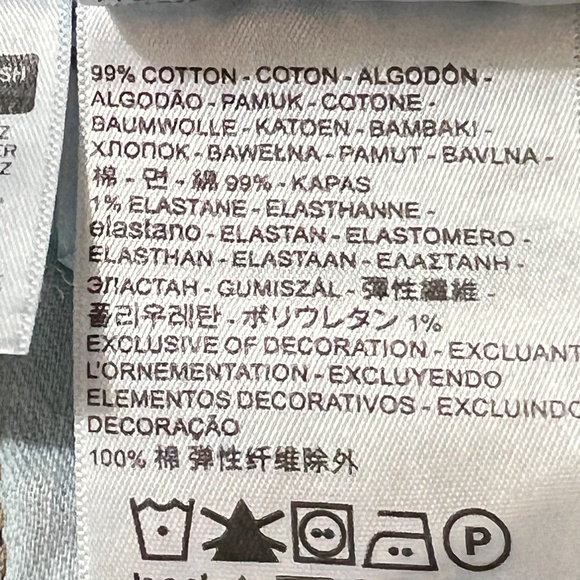 SH
Z
ER
Z
99% COTTON - COTON - ALGODÔN -
ALGODÃO - PAMUK - COTONE -
BAUMWOLLE - KATOEN - BAMBAKI -
ХЛОПОК - BAWEŁNA - PAMUT - BAVLNA -
棉 - 면 - 綿 99% - KAPAS
1% ELASTANE - ELASTHANNE -
elastano - ELASTAN - ELASTOMERO -
ELASTHAN - ELASTAAN - ΕΛΑΣΤΑΝΗ -
ЭЛАСТАН - GUMISZÁL - 彈性纖維 -
폴리우레탄 - ポリウレタン 1%
EXCLUSIVE OF DECORATION - EXCLUANT
L'ORNEMENTATION - EXCLUYENDO
ELEMENTOS DECORATIVOS - EXCLUINDO
DECORAÇÃO
100% 棉 弹性纤维除外
P